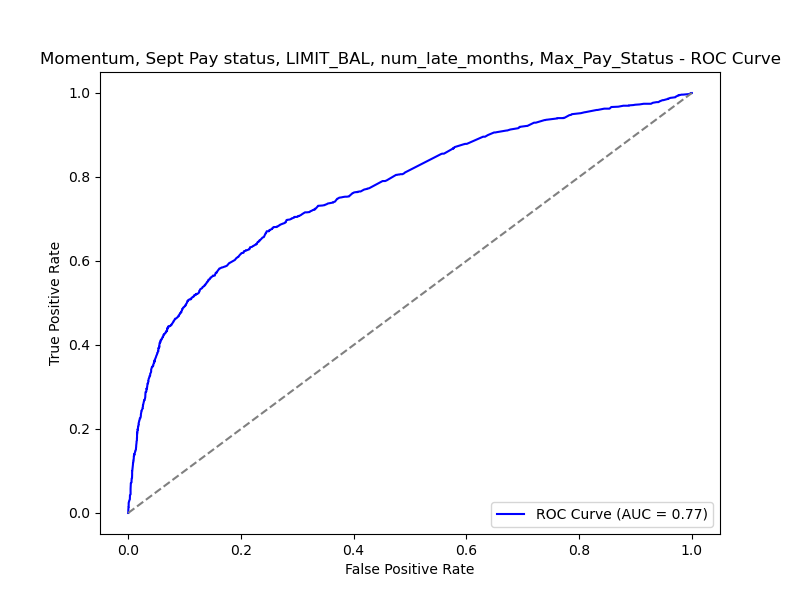 Momentum, Sept Pay status, LIMIT_BAL, num_late_months, Max_Pay_Status - ROC Curve
True Positive Rate
1.0
0.8
0.6
0.4
0.2
0.0
ROC Curve (AUC = 0.77)
0.0 0.2 0.4 0.6 0.8 1.0
False Positive Rate